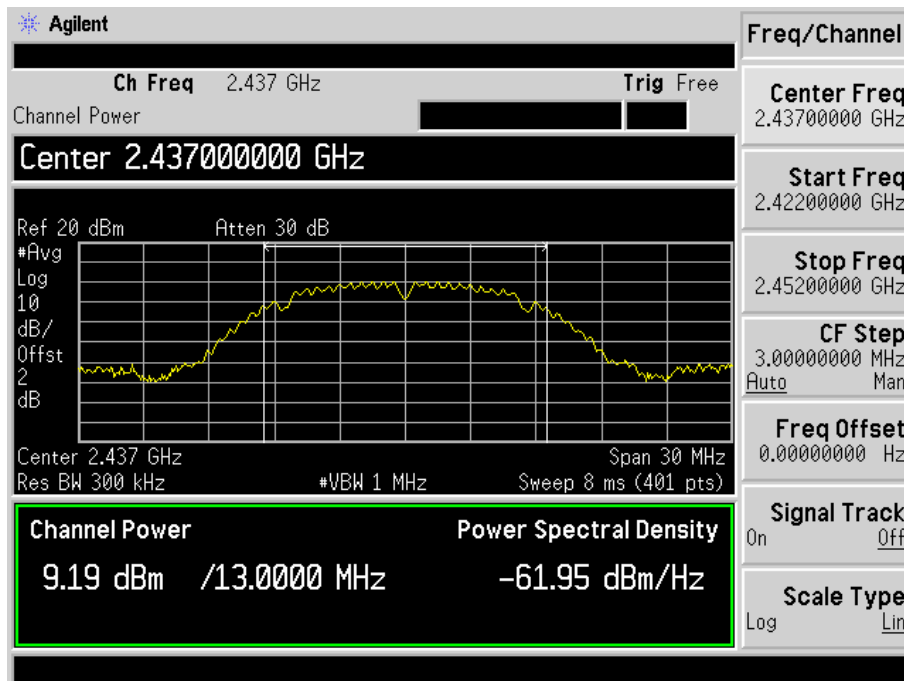 Agilent
Freq/Channel
Ch Freq 2.437 GHz Trig Free
Channel Power
Center 2.437000000 GHz
Ref 20 dBm Atten 30 dB
#Avg
Log
10
dB/
Offst
2
dB
Center 2.437 GHz Span 30 MHz
Res BW 300 kHz #VBW 1 MHz Sweep 8 ms (401 pts)
Channel Power Power Spectral Density
9.19 dBm /13.0000 MHz -61.95 dBm/Hz
Center Freq
2.43700000 GHz
Start Freq
2.42200000 GHz
Stop Freq
2.45200000 GHz
CF Step
3.00000000 MHz
Auto Man
Freq Offset
0.00000000 Hz
Signal Track
On Off
Scale Type
Log Lin